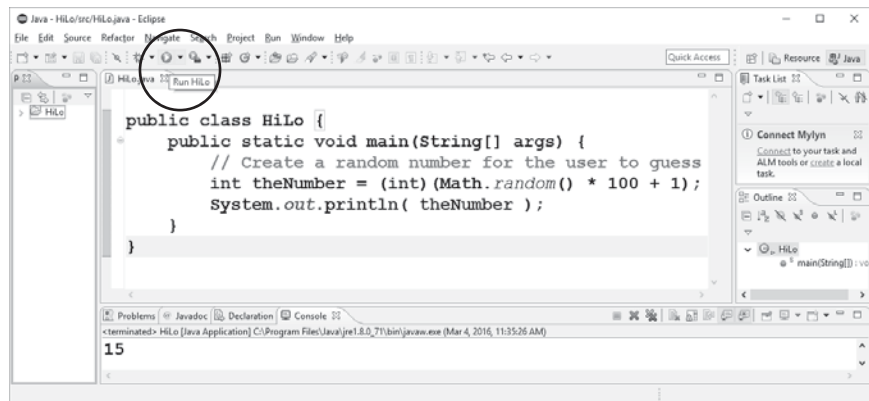 Java - HiLo/src/HiLo.java - Eclipse
File Edit Source Refactor Navigate Search Project Run Window Help
Quick Access
Resource
Java
P
HiLo.java
Run HiLo
Task List
HiLo
public class HiLo {
public static void main(String[] args) {
// Create a random number for the user to guess
int theNumber = (int)(Math.random() * 100 + 1);
System.out.println( theNumber );
}
}
Connect Mylyn
Connect to your task and
ALM tools or create a local
task.
Outline
HiLo
main(String[]) : vo
Problems Javadoc Declaration Console
<terminated> HiLo [Java Application] C:\Program Files\Java\jre1.8.0_71\bin\javaw.exe (Mar 4, 2016, 11:35:26 AM)
15